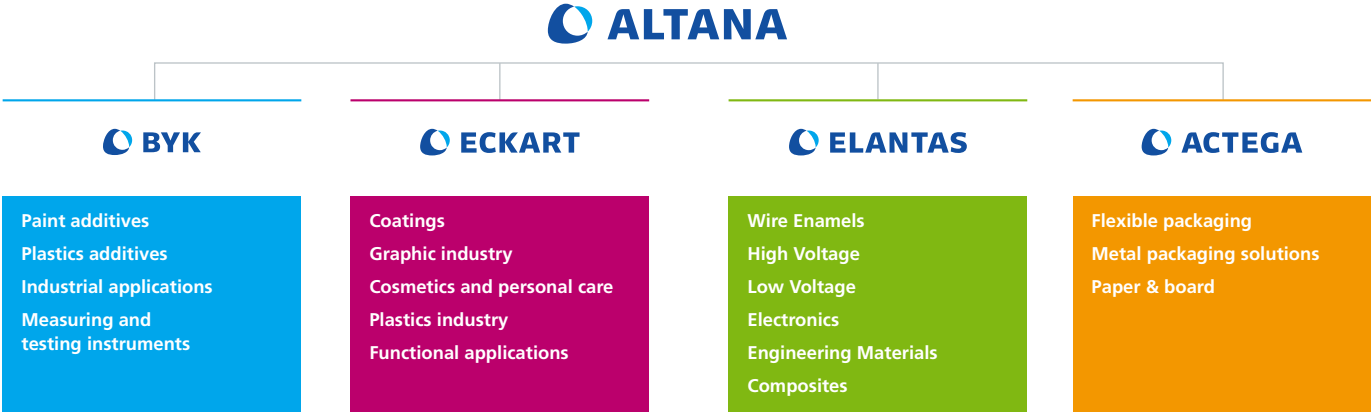 ALTANA
BYK
ECKART
ELANTAS
ACTEGA
Paint additives
Plastics additives
Industrial applications
Measuring and
testing instruments
Coatings
Graphic industry
Cosmetics and personal care
Plastics industry
Functional applications
Wire Enamels
High Voltage
Low Voltage
Electronics
Engineering Materials
Composites
Flexible packaging
Metal packaging solutions
Paper & board